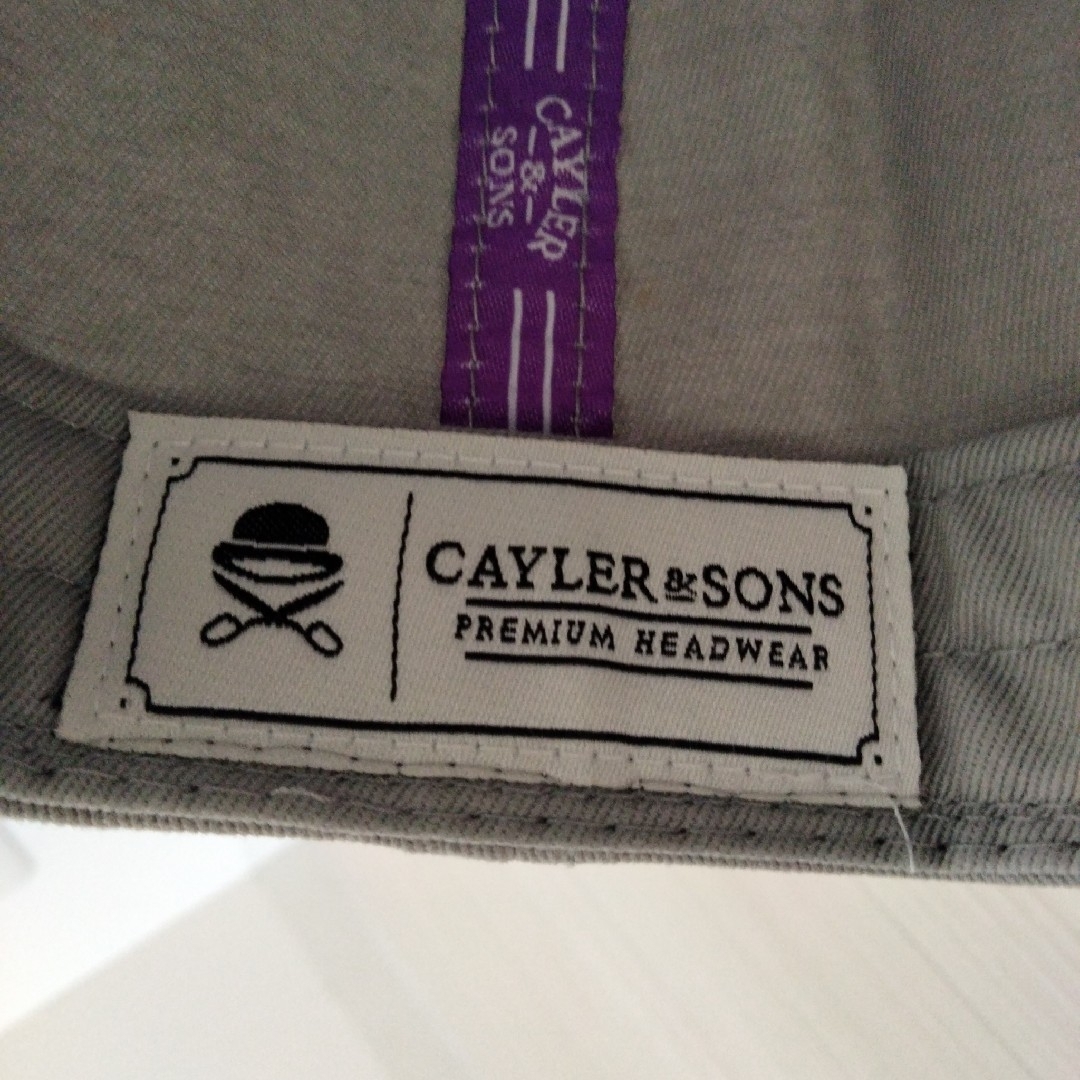 CAYLER
-&-
SONS
CAYLER & SONS
PREMIUM HEADWEAR